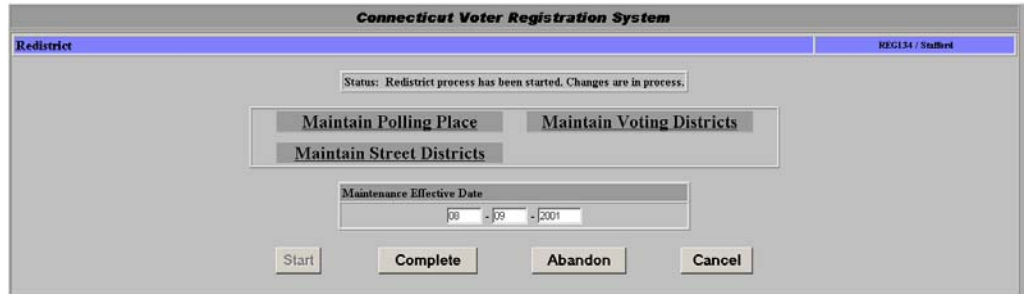 Connecticut Voter Registration System
Redistrict REG134 / Stafford
Status: Redistrict process has been started. Changes are in process.
Maintain Polling Place Maintain Voting Districts
Maintain Street Districts
Maintenance Effective Date
08 - 09 - 2001
Start Complete Abandon Cancel